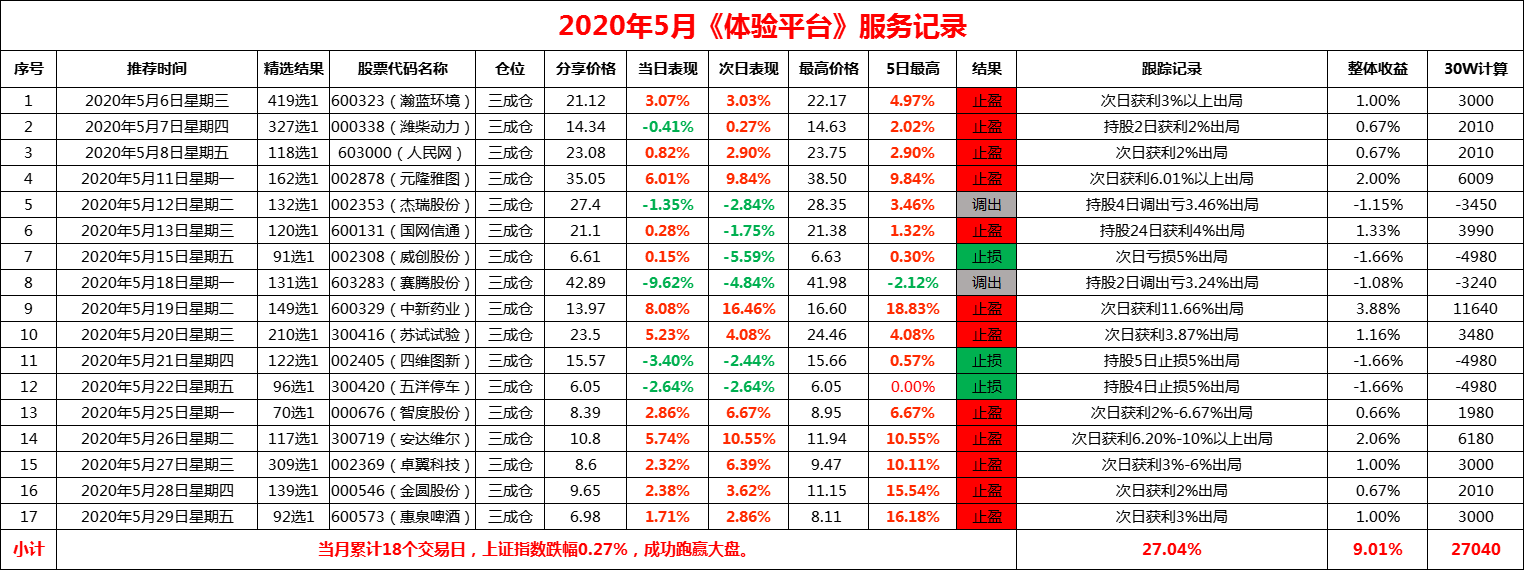 2020年5月《体验平台》服务记录
序号 推荐时间 精选结果 股票代码名称 仓位 分享价格 当日表现 次日表现 最高价格 5日最高 结果 跟踪记录 整体收益 30W计算
1 2020年5月6日星期三 419选1 600323（瀚蓝环境） 三成仓 21.12 3.07% 3.03% 22.17 4.97% 止盈 次日获利3%以上出局 1.00% 3000
2 2020年5月7日星期四 327选1 000338（潍柴动力） 三成仓 14.34 -0.41% 0.27% 14.63 2.02% 止盈 持股2日获利2%出局 0.67% 2010
3 2020年5月8日星期五 118选1 603000（人民网） 三成仓 23.08 0.82% 2.90% 23.75 2.90% 止盈 次日获利2%出局 0.67% 2010
4 2020年5月11日星期一 162选1 002878（元隆雅图） 三成仓 35.05 6.01% 9.84% 38.50 9.84% 止盈 次日获利6.01%以上出局 2.00% 6009
5 2020年5月12日星期二 132选1 002353（杰瑞股份） 三成仓 27.4 -1.35% -2.84% 28.35 3.46% 调出 持股4日调出亏3.46%出局 -1.15% -3450
6 2020年5月13日星期三 120选1 600131（国网信通） 三成仓 21.1 0.28% -1.75% 21.38 1.32% 止盈 持股24日获利4%出局 1.33% 3990
7 2020年5月15日星期五 91选1 002308（威创股份） 三成仓 6.61 0.15% -5.59% 6.63 0.30% 止损 次日亏损5%出局 -1.66% -4980
8 2020年5月18日星期一 131选1 603283（赛腾股份） 三成仓 42.89 -9.62% -4.84% 41.98 -2.12% 调出 持股2日调出亏3.24%出局 -1.08% -3240
9 2020年5月19日星期二 149选1 600329（中新药业） 三成仓 13.97 8.08% 16.46% 16.60 18.83% 止盈 次日获利11.66%出局 3.88% 11640
10 2020年5月20日星期三 210选1 300416（苏试试验） 三成仓 23.5 5.23% 4.08% 24.46 4.08% 止盈 次日获利3.87%出局 1.16% 3480
11 2020年5月21日星期四 122选1 002405（四维图新） 三成仓 15.57 -3.40% -2.44% 15.66 0.57% 止损 持股5日止损5%出局 -1.66% -4980
12 2020年5月22日星期五 96选1 300420（五洋停车） 三成仓 6.05 -2.64% -2.64% 6.05 0.00% 止损 持股4日止损5%出局 -1.66% -4980
13 2020年5月25日星期一 70选1 000676（智度股份） 三成仓 8.39 2.86% 6.67% 8.95 6.67% 止盈 次日获利2%-6.67%出局 0.66% 1980
14 2020年5月26日星期二 117选1 300719（安达维尔） 三成仓 10.8 5.74% 10.55% 11.94 10.55% 止盈 次日获利6.20%-10%以上出局 2.06% 6180
15 2020年5月27日星期三 309选1 002369（卓翼科技） 三成仓 8.6 2.32% 6.39% 9.47 10.11% 止盈 次日获利3%-6%出局 1.00% 3000
16 2020年5月28日星期四 139选1 000546（金圆股份） 三成仓 9.65 2.38% 3.62% 11.15 15.54% 止盈 次日获利2%出局 0.67% 2010
17 2020年5月29日星期五 92选1 600573（惠泉啤酒） 三成仓 6.98 1.71% 2.86% 8.11 16.18% 止盈 次日获利3%出局 1.00% 3000
小计 当月累计18个交易日，上证指数跌幅0.27%，成功跑赢大盘。 27.04% 9.01% 27040